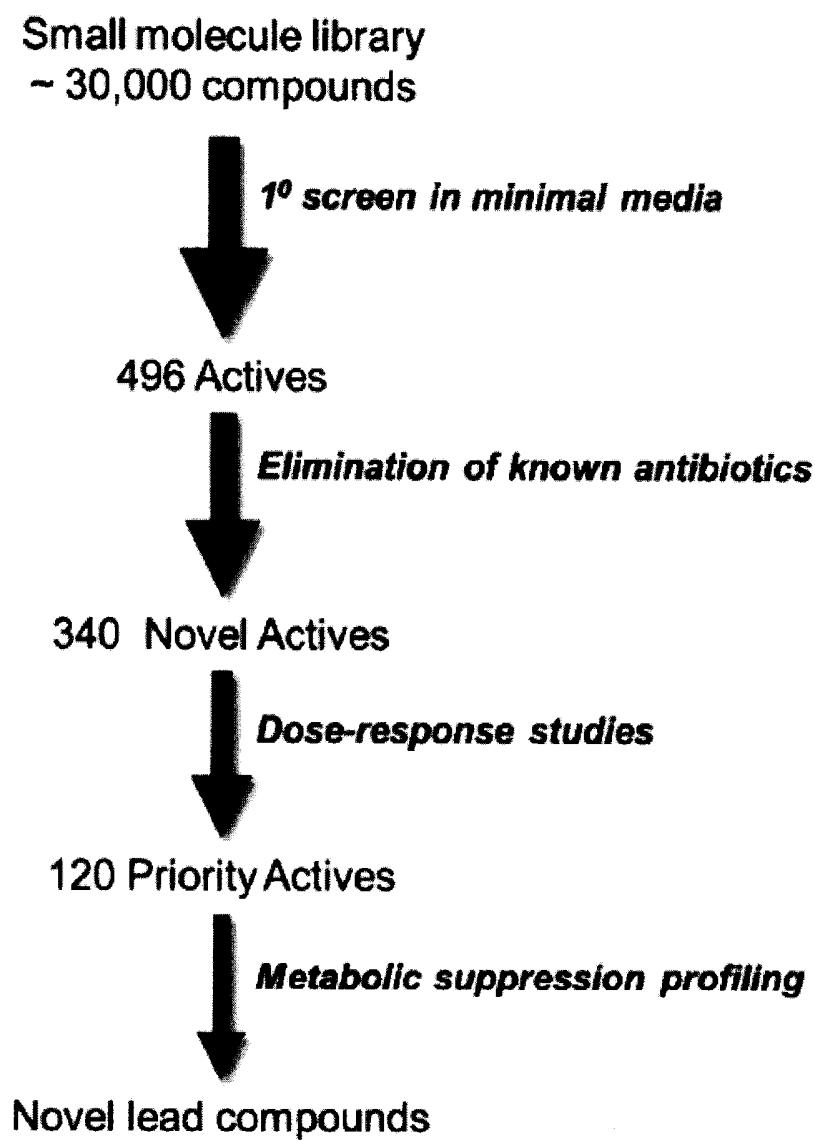 Small molecule library
~ 30,000 compounds
1⁰ screen in minimal media
496 Actives
Elimination of known antibiotics
340 Novel Actives
Dose-response studies
120 Priority Actives
Metabolic suppression profiling
Novel lead compounds